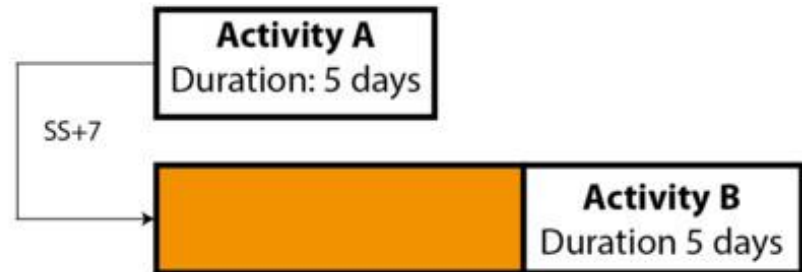 Activity A
Duration: 5 days
SS+7
Activity B
Duration 5 days